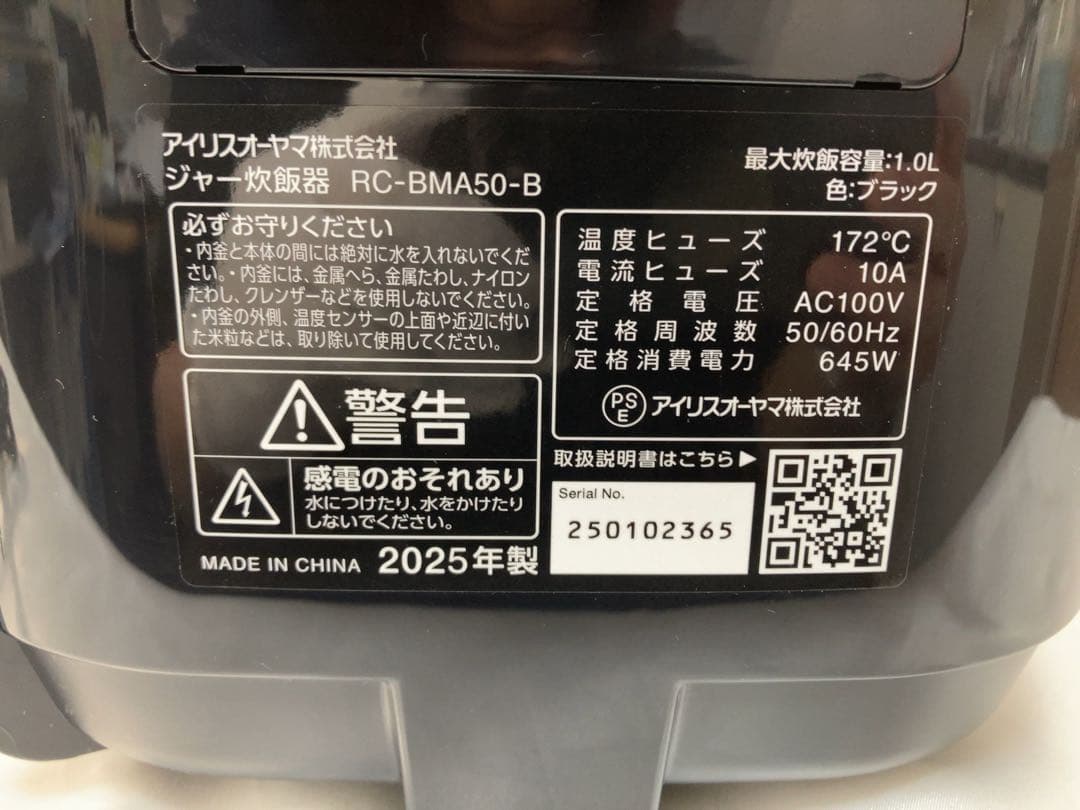 アイリスオーヤマ株式会社
ジャー炊飯器 RC-BMA50-B
最大炊飯容量:1.0L
色:ブラック
必ずお守りください
・内釜と本体の間には絶対に水を入れないでくだ
さい。・内釜には、金属へら、金属たわし、ナイロン
たわし、クレンザーなどを使用しないでください。
・内釜の外側、温度センサーの上面や近辺に付い
た米粒などは、取り除いて使用してください。
温度ヒューズ 172℃
電流ヒューズ 10A
定格電圧 AC100V
定格周波数 50/60Hz
定格消費電力 645W
PS
E
アイリスオーヤマ株式会社
警告
感電のおそれあり
水につけたり、水をかけたり
しないでください。
取扱説明書はこちら▶
Serial No.
250102365
MADE IN CHINA 2025年製